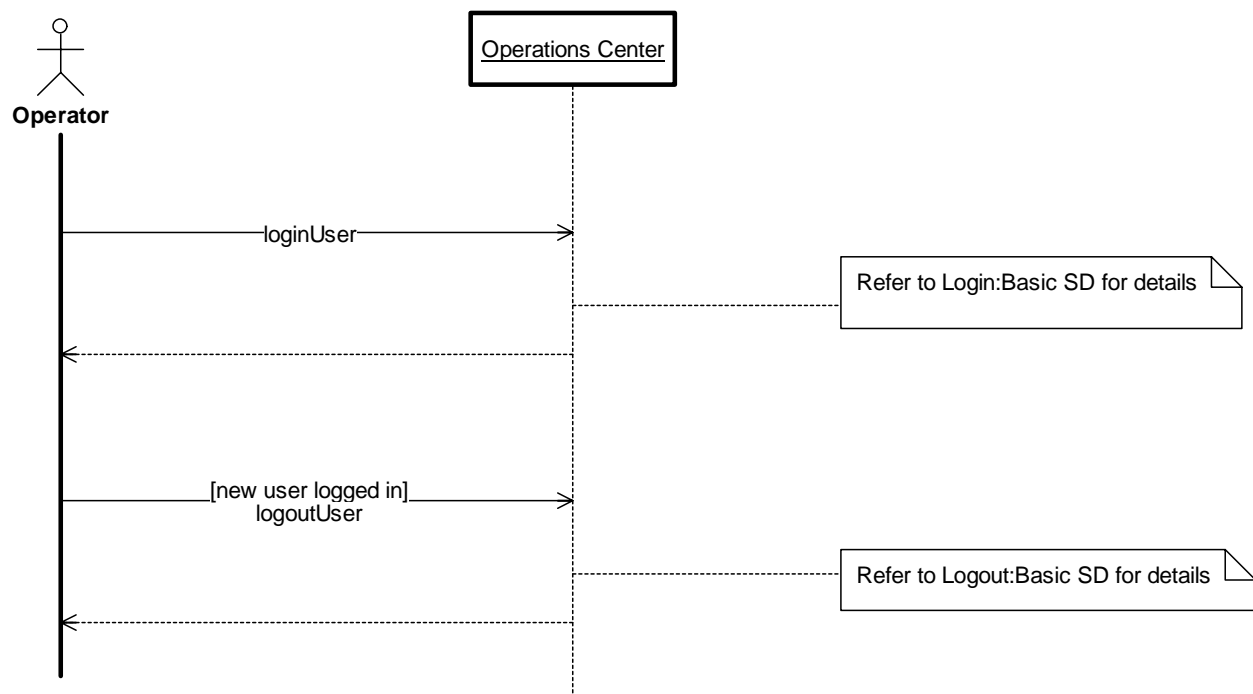 Operations Center
Operator
loginUser
Refer to Login:Basic SD for details
[new user logged in]
logoutUser
Refer to Logout:Basic SD for details